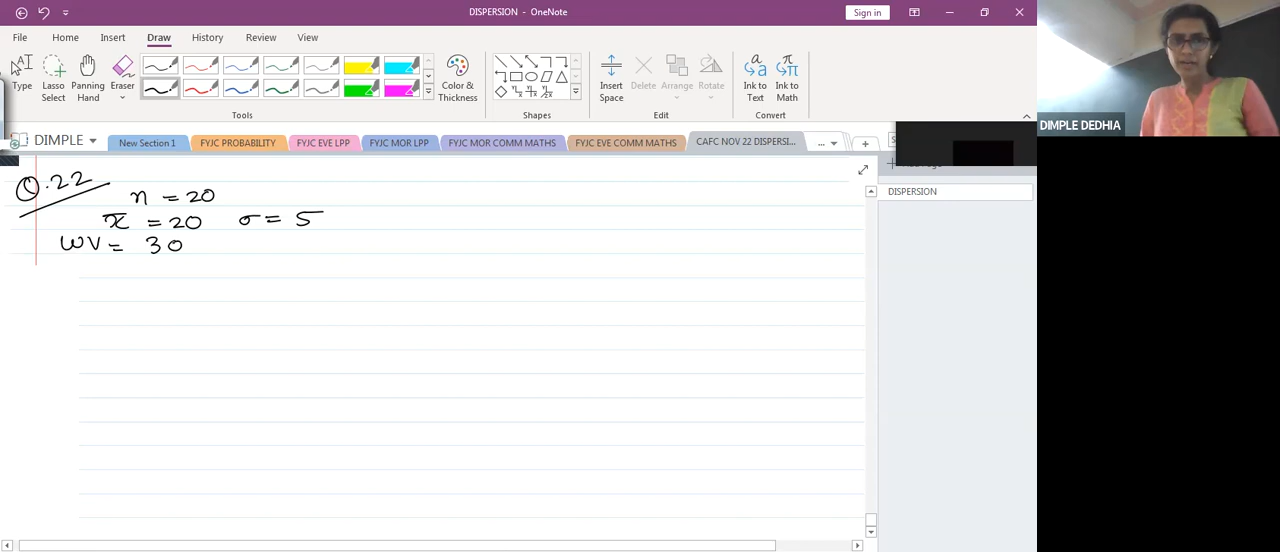 DISPERSION - OneNote
Sign in
File Home Insert Draw History Review View
Type
Lasso Select
Panning Hand
Eraser
Color & Thickness
Insert Space
Delete
Arrange
Rotate
Ink to Text
Ink to Math
Tools
Shapes
Edit
Convert
DIMPLE DEDHIA
DIMPLE
New Section 1
FYJC PROBABILITY
FYJC EVE LPP
FYJC MOR LPP
FYJC MOR COMM MATHS
FYJC EVE COMM MATHS
CAFC NOV 22 DISPERSI...
...
DISPERSION
Q.22
n = 20
x̄ = 20 σ = 5
WV = 30